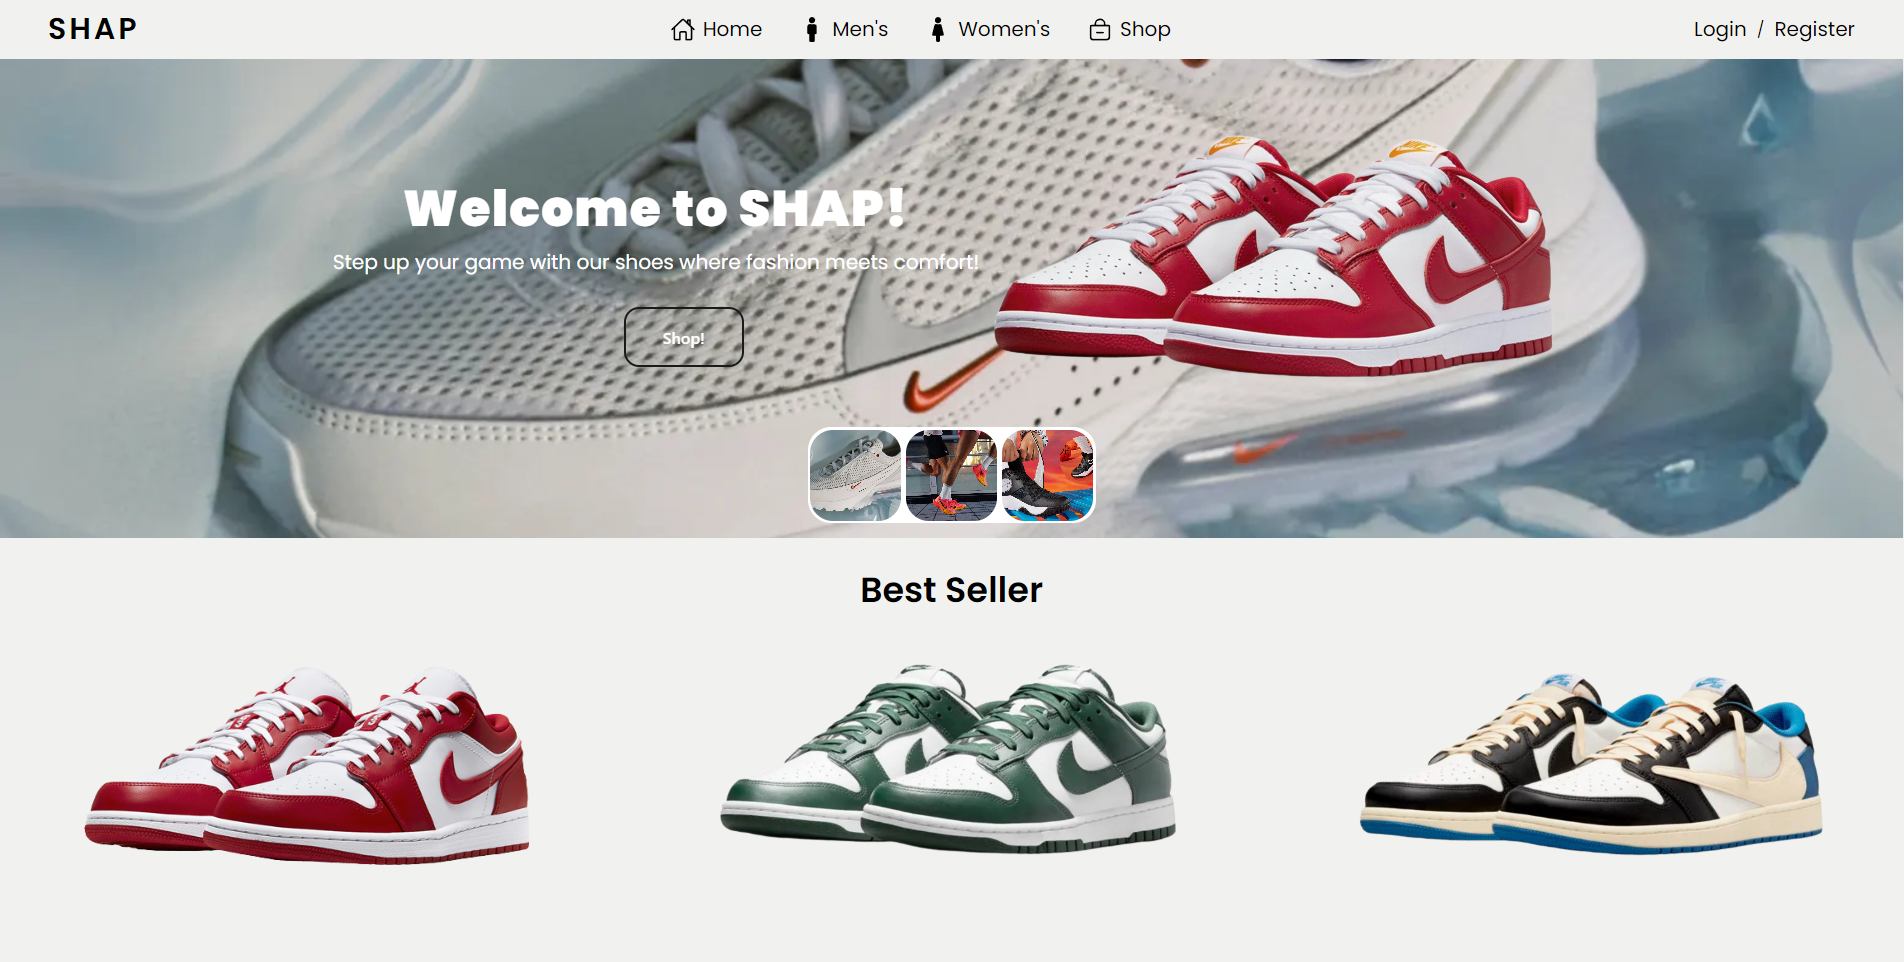 SHAP
Home
Men's
Women's
Shop
Login / Register
Welcome to SHAP!
Step up your game with our shoes where fashion meets comfort!
Shop!
Best Seller